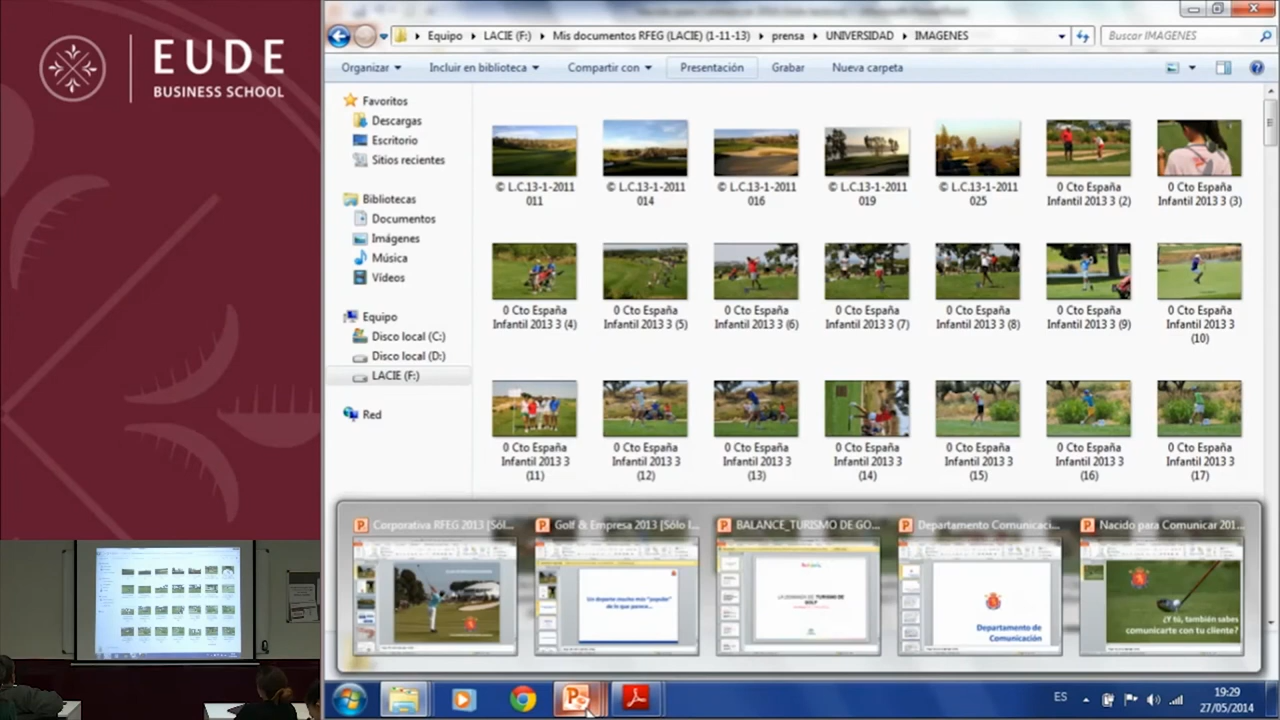 EUDE
BUSINESS SCHOOL
Equipo
LACIE (F:)
Mis documentos RFEG (LACIE) (1-11-13)
prensa
UNIVERSIDAD
IMAGENES
Buscar IMAGENES
Organizar
Incluir en biblioteca
Compartir con
Presentación
Grabar
Nueva carpeta
Favoritos
Descargas
Escritorio
Sitios recientes
Bibliotecas
Documentos
Imágenes
Música
Vídeos
Equipo
Disco local (C:)
Disco local (D:)
LACIE (F:)
Red
© L.C.13-1-2011
011
© L.C.13-1-2011
014
© L.C.13-1-2011
016
© L.C.13-1-2011
019
© L.C.13-1-2011
025
0 Cto España
Infantil 2013 3 (2)
0 Cto España
Infantil 2013 3 (3)
0 Cto España
Infantil 2013 3 (4)
0 Cto España
Infantil 2013 3 (5)
0 Cto España
Infantil 2013 3 (6)
0 Cto España
Infantil 2013 3 (7)
0 Cto España
Infantil 2013 3 (8)
0 Cto España
Infantil 2013 3 (9)
0 Cto España
Infantil 2013 3
(10)
0 Cto España
Infantil 2013 3
(11)
0 Cto España
Infantil 2013 3
(12)
0 Cto España
Infantil 2013 3
(13)
0 Cto España
Infantil 2013 3
(14)
0 Cto España
Infantil 2013 3
(15)
0 Cto España
Infantil 2013 3
(16)
0 Cto España
Infantil 2013 3
(17)
Corporativa RFEG 2013 [Sól...
Golf & Empresa 2013 [Sólo l...
BALANCE_TURISMO DE GO...
Departamento Comunicaci...
Nacido para Comunicar 201...
Un deporte mucho más "popular"
de lo que parece...
LA DEMANDA DE TURISMO DE
GOLF
Departamento de
Comunicación
¿Y tú, también sabes
comunicarte con tu cliente?
ES
19:29
27/05/2014